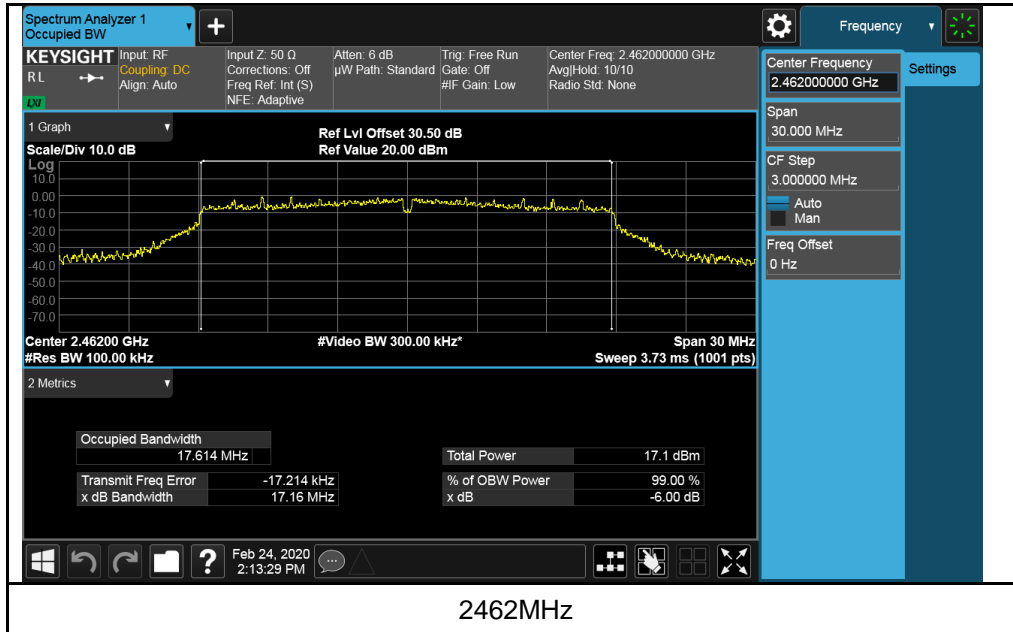 Spectrum Analyzer 1
Occupied BW
Frequency
KEYSIGHT
R L
LXI
Input: RF
Coupling: DC
Align: Auto
Input Z: 50 Ω
Corrections: Off
Freq Ref: Int (S)
NFE: Adaptive
Atten: 6 dB
µW Path: Standard
Trig: Free Run
Gate: Off
#IF Gain: Low
Center Freq: 2.462000000 GHz
Avg|Hold: 10/10
Radio Std: None
Center Frequency
2.462000000 GHz
Settings
Span
30.000 MHz
CF Step
3.000000 MHz
Auto
Man
Freq Offset
0 Hz
1 Graph
Scale/Div 10.0 dB
Ref Lvl Offset 30.50 dB
Ref Value 20.00 dBm
Log
10.0
0.00
-10.0
-20.0
-30.0
-40.0
-50.0
-60.0
-70.0
Center 2.46200 GHz
#Video BW 300.00 kHz*
Span 30 MHz
#Res BW 100.00 kHz
Sweep 3.73 ms (1001 pts)
2 Metrics
Occupied Bandwidth
17.614 MHz
Total Power 17.1 dBm
Transmit Freq Error -17.214 kHz
% of OBW Power 99.00 %
x dB Bandwidth 17.16 MHz
x dB -6.00 dB
?
Feb 24, 2020
2:13:29 PM
2462MHz